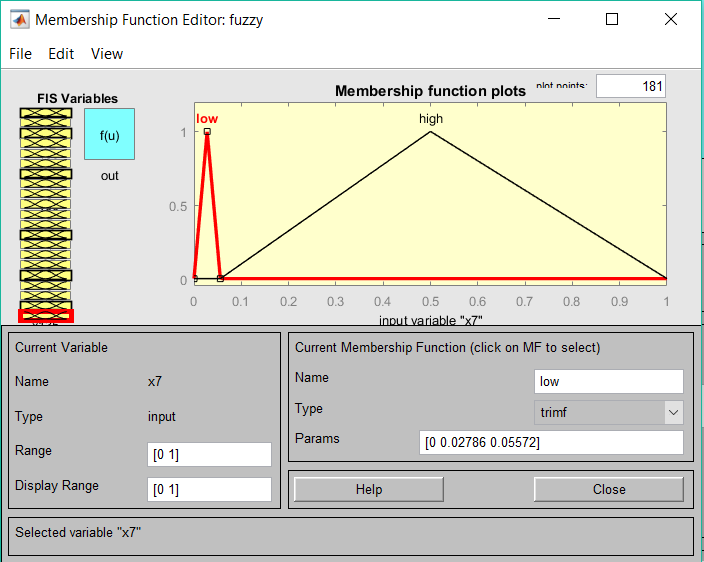 Membership Function Editor: fuzzy
File Edit View
FIS Variables
f(u)
out
Membership function plots
plot points:
181
low
high
1
0.5
0
0 0.1 0.2 0.3 0.4 0.5 0.6 0.7 0.8 0.9 1
input variable "x7"
Current Variable
Name x7
Type input
Range [0 1]
Display Range [0 1]
Current Membership Function (click on MF to select)
Name low
Type trimf
Params [0 0.02786 0.05572]
Help Close
Selected variable "x7"